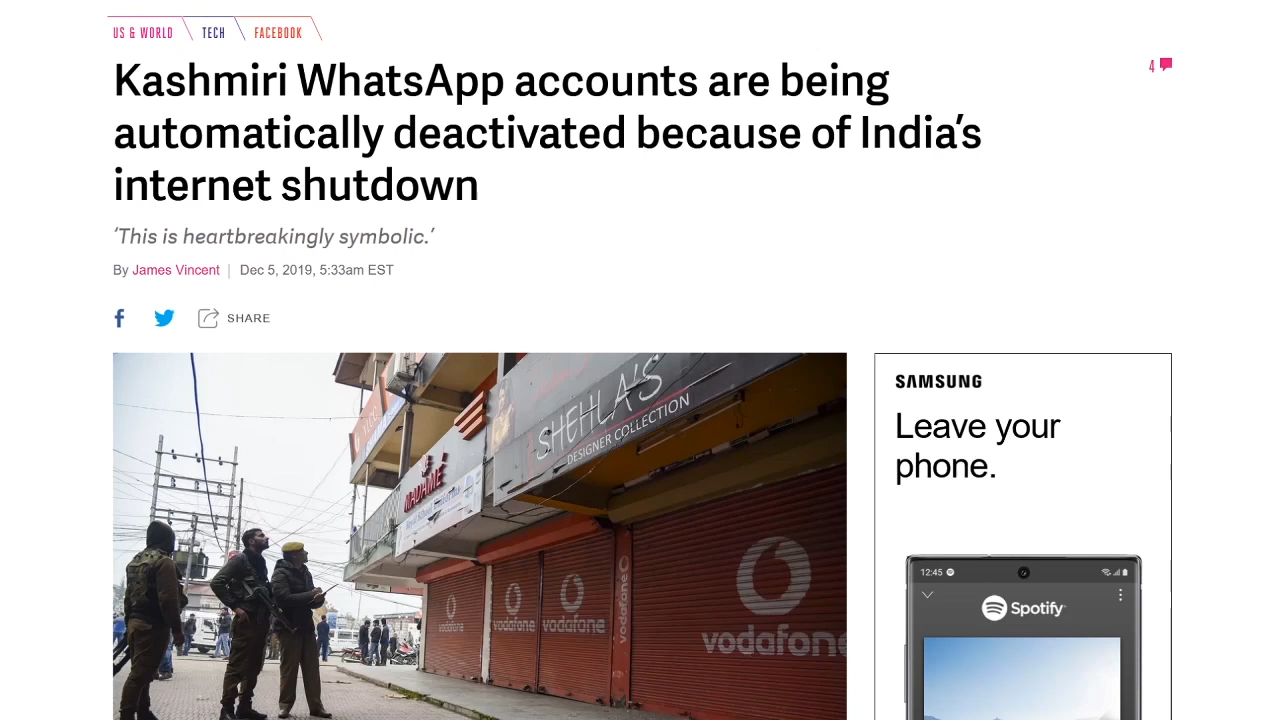 US & WORLD TECH FACEBOOK
Kashmiri WhatsApp accounts are being
automatically deactivated because of India’s
internet shutdown
4
‘This is heartbreakingly symbolic.’
By James Vincent | Dec 5, 2019, 5:33am EST
SHARE
SHEHLA'S
DESIGNER COLLECTION
MADAME
vodafone
vodafone
vodafone
vodafone
vodafone
SAMSUNG
Leave your
phone.
12:45
Spotify